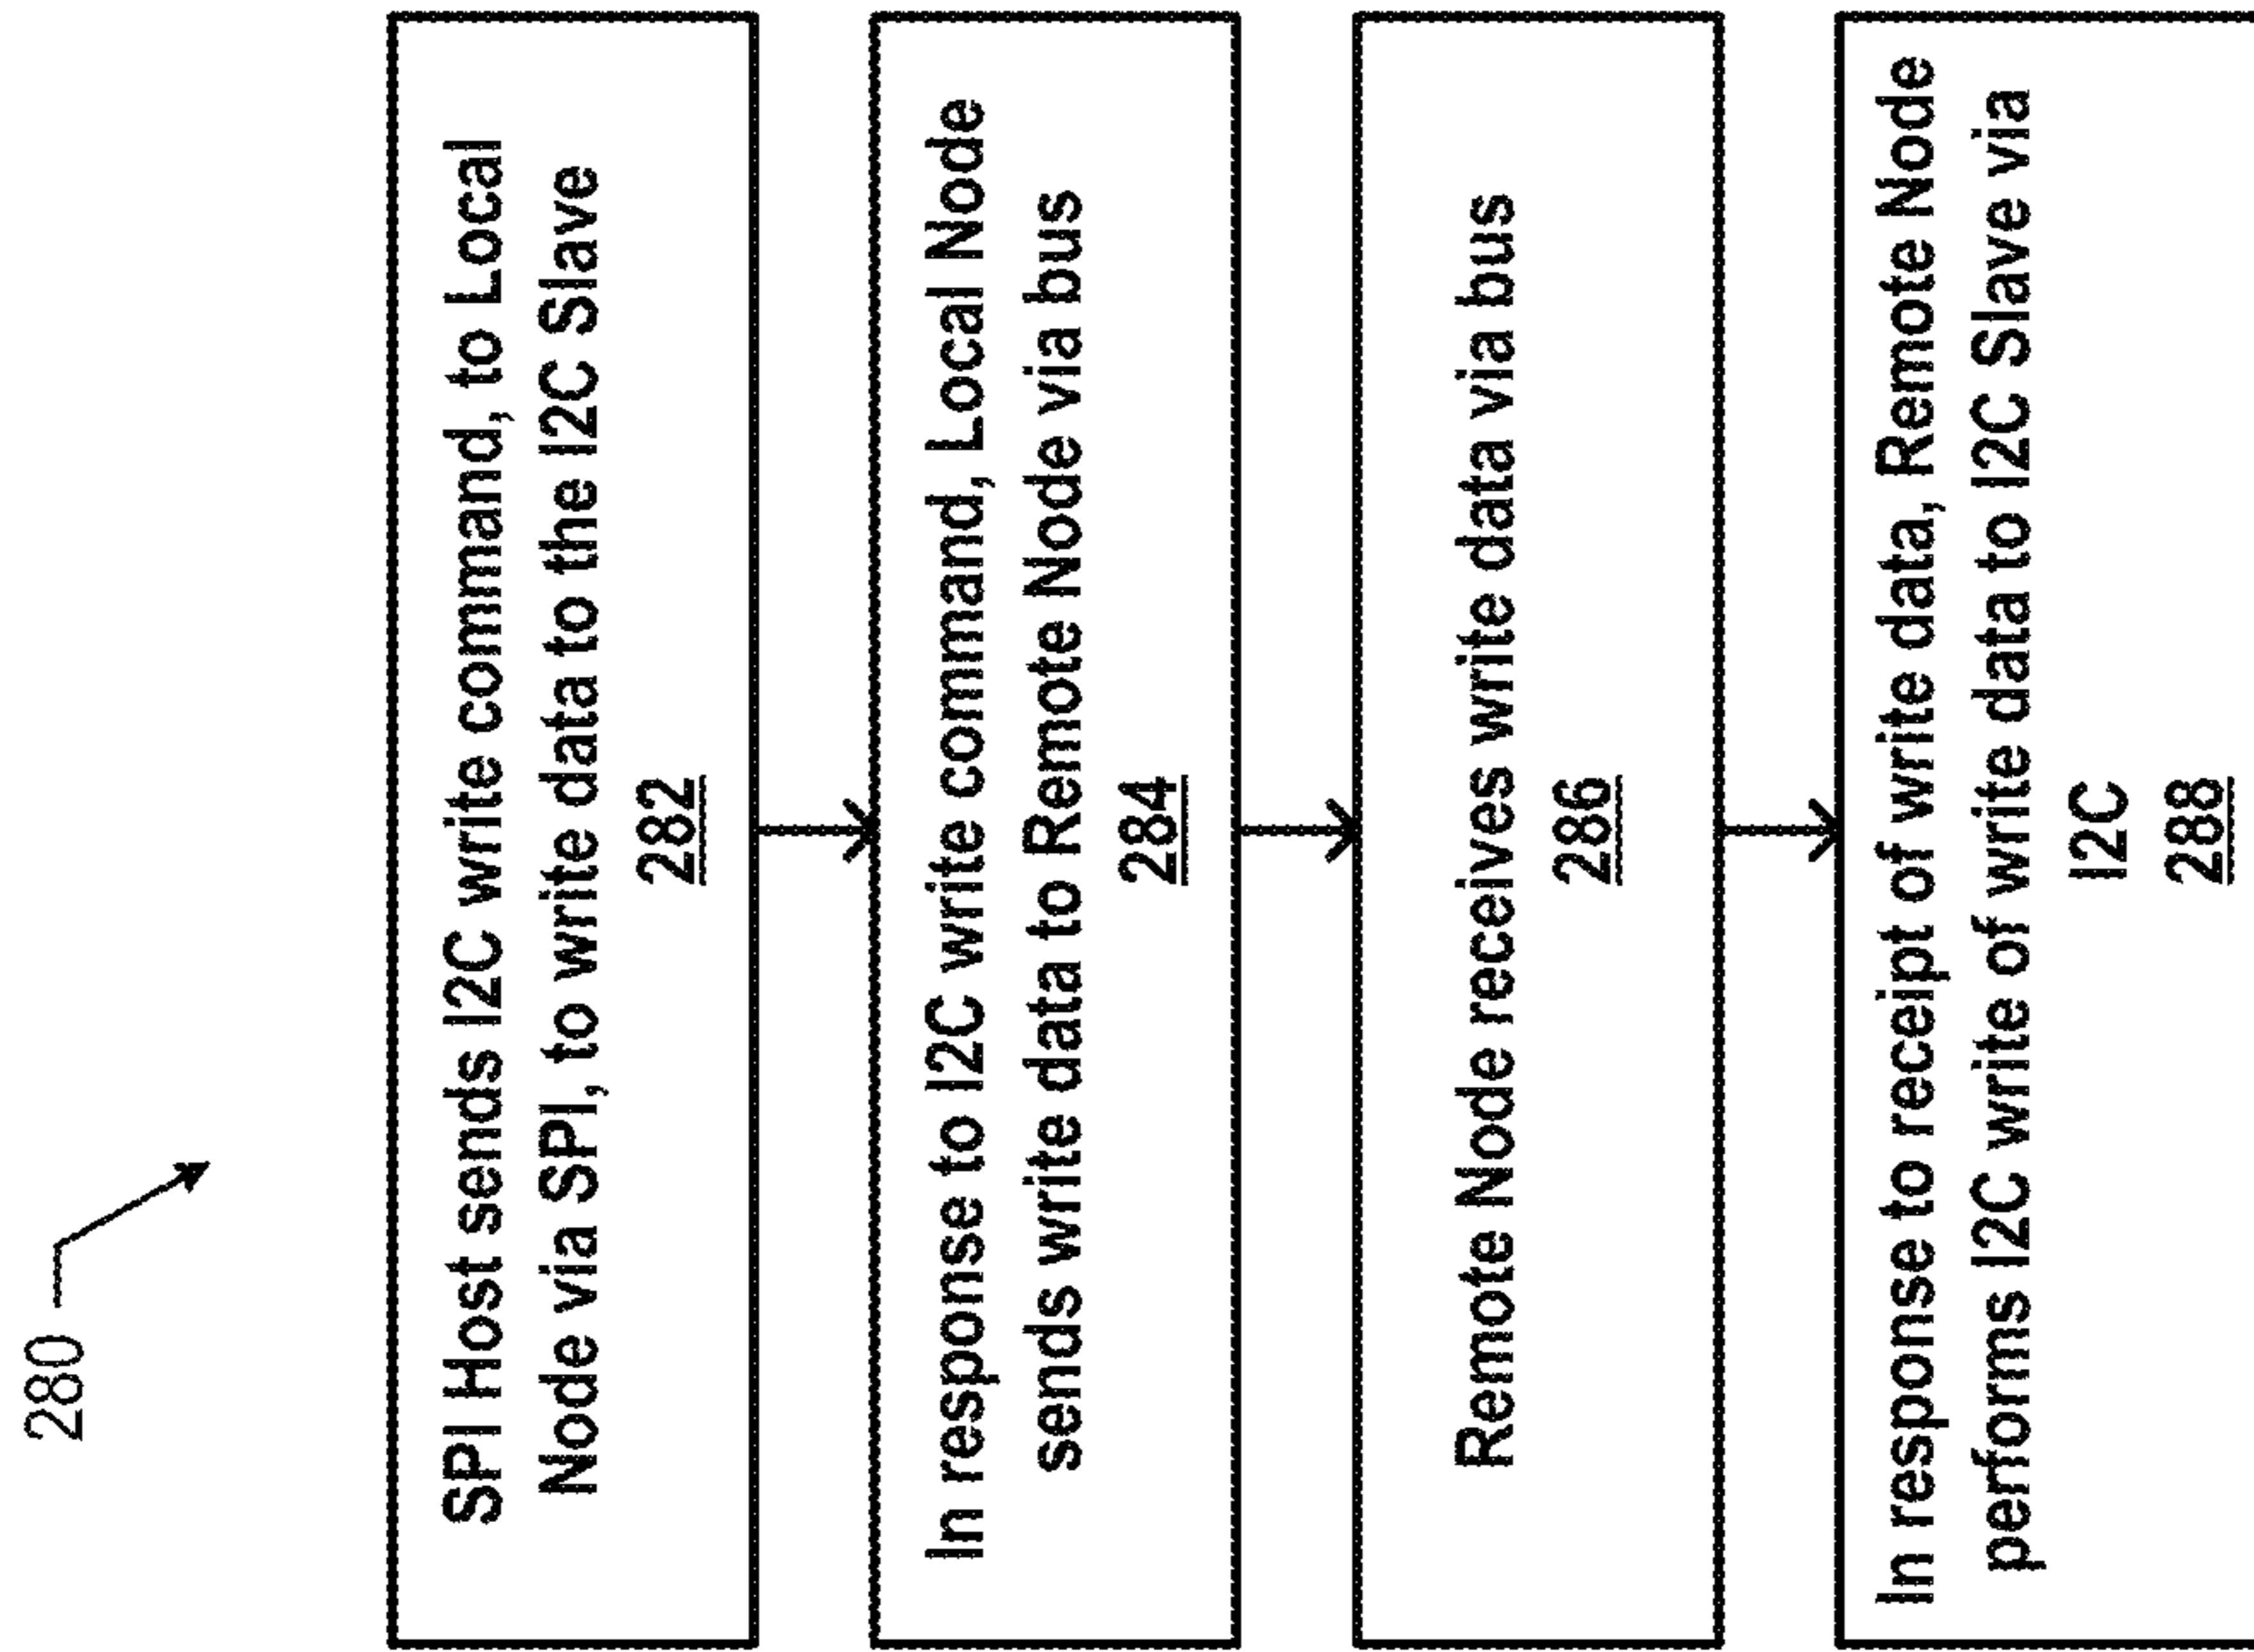 280
SPI Host sends I2C write command, to Local
Node via SPI, to write data to the I2C Slave
282
In response to I2C write command, Local Node
sends write data to Remote Node via bus
284
Remote Node receives write data via bus
286
In response to receipt of write data, Remote Node
performs I2C write of write data to I2C Slave via
I2C
288